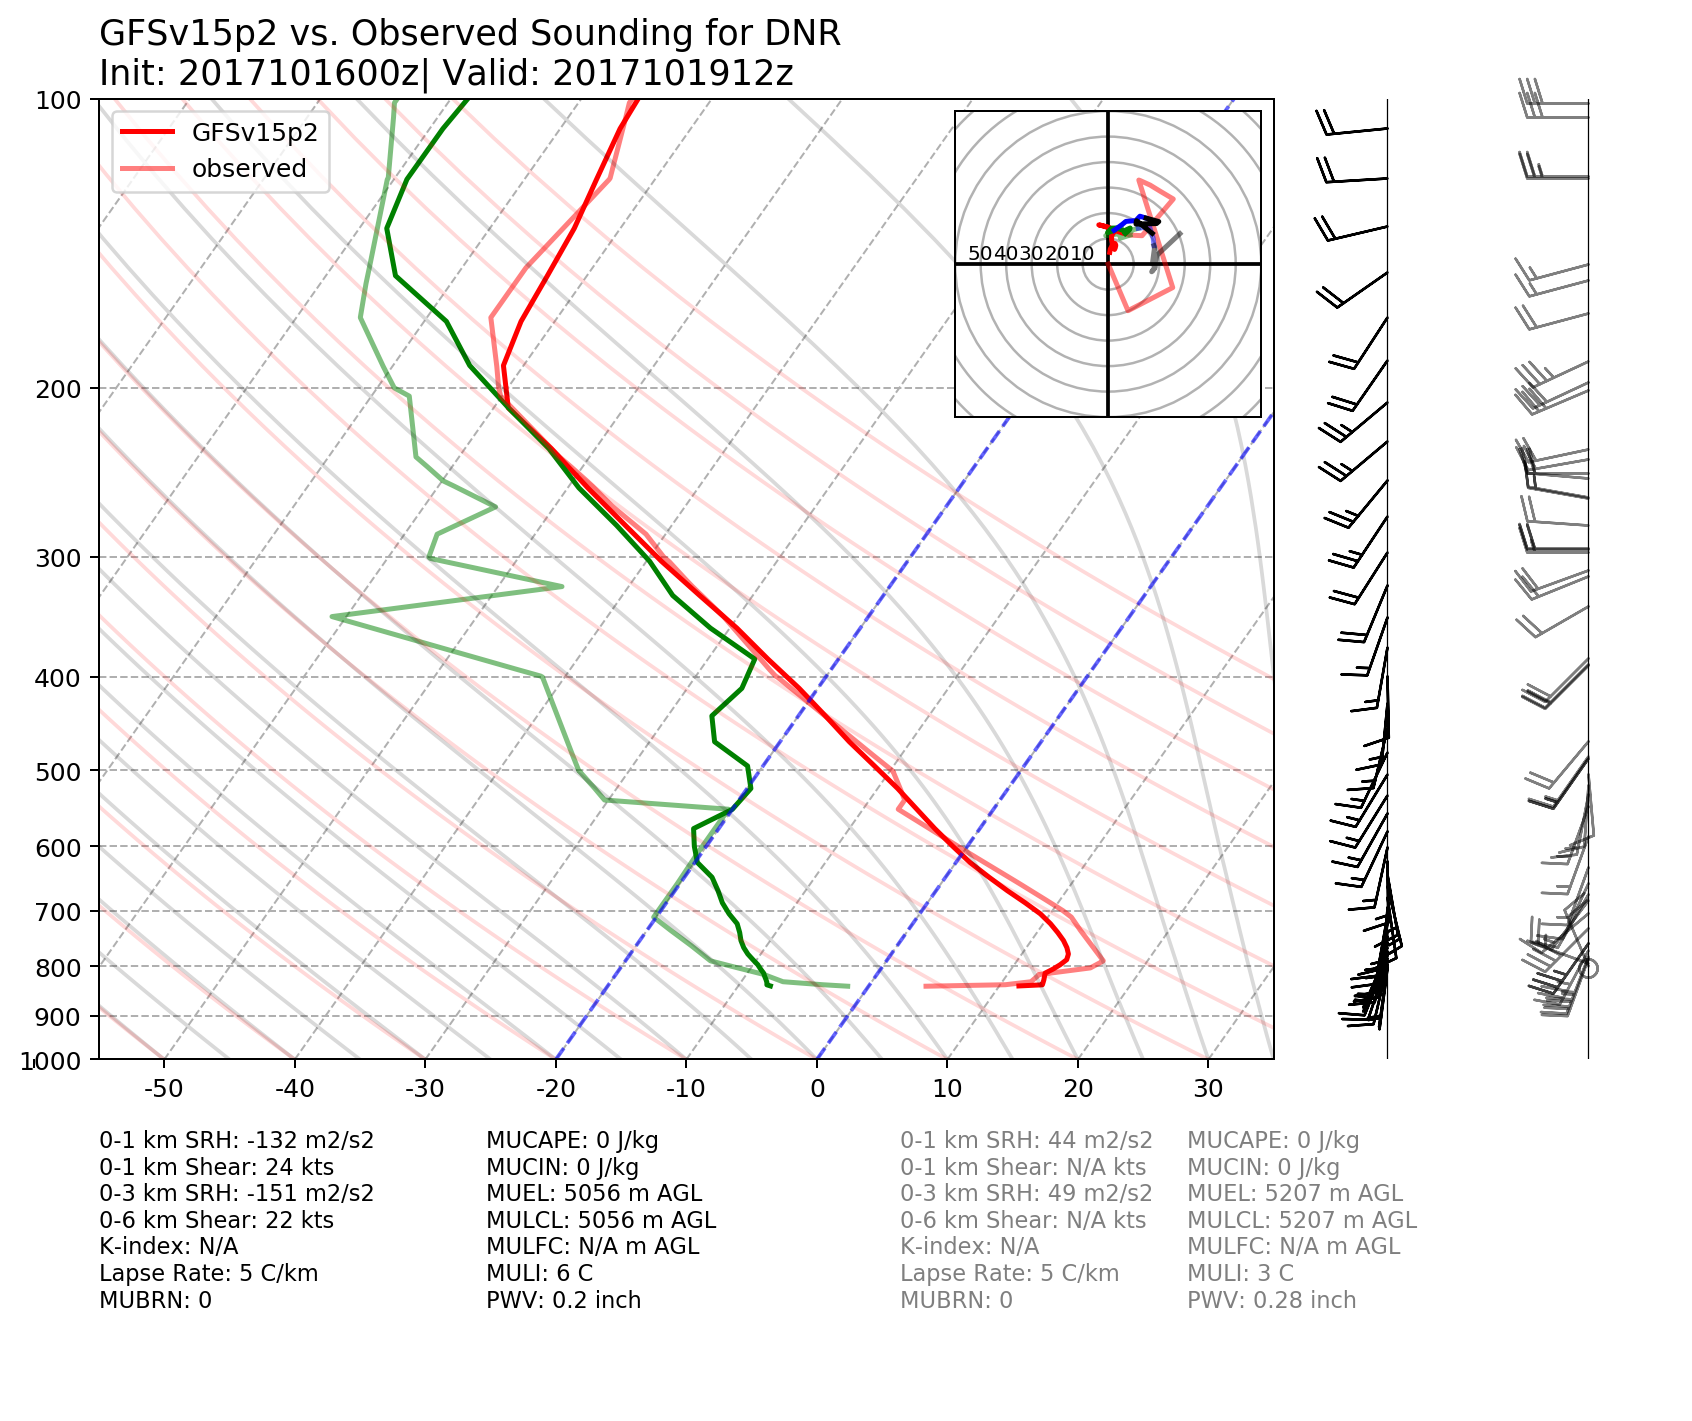 GFSv15p2 vs. Observed Sounding for DNR
Init: 2017101600z| Valid: 2017101912z
GFSv15p2
observed
5040302010
100
200
300
400
500
600
700
800
900
1000
-50 -40 -30 -20 -10 0 10 20 30
0-1 km SRH: -132 m2/s2
0-1 km Shear: 24 kts
0-3 km SRH: -151 m2/s2
0-6 km Shear: 22 kts
K-index: N/A
Lapse Rate: 5 C/km
MUBRN: 0
MUCAPE: 0 J/kg
MUCIN: 0 J/kg
MUEL: 5056 m AGL
MULCL: 5056 m AGL
MULFC: N/A m AGL
MULI: 6 C
PWV: 0.2 inch
0-1 km SRH: 44 m2/s2
0-1 km Shear: N/A kts
0-3 km SRH: 49 m2/s2
0-6 km Shear: N/A kts
K-index: N/A
Lapse Rate: 5 C/km
MUBRN: 0
MUCAPE: 0 J/kg
MUCIN: 0 J/kg
MUEL: 5207 m AGL
MULCL: 5207 m AGL
MULFC: N/A m AGL
MULI: 3 C
PWV: 0.28 inch